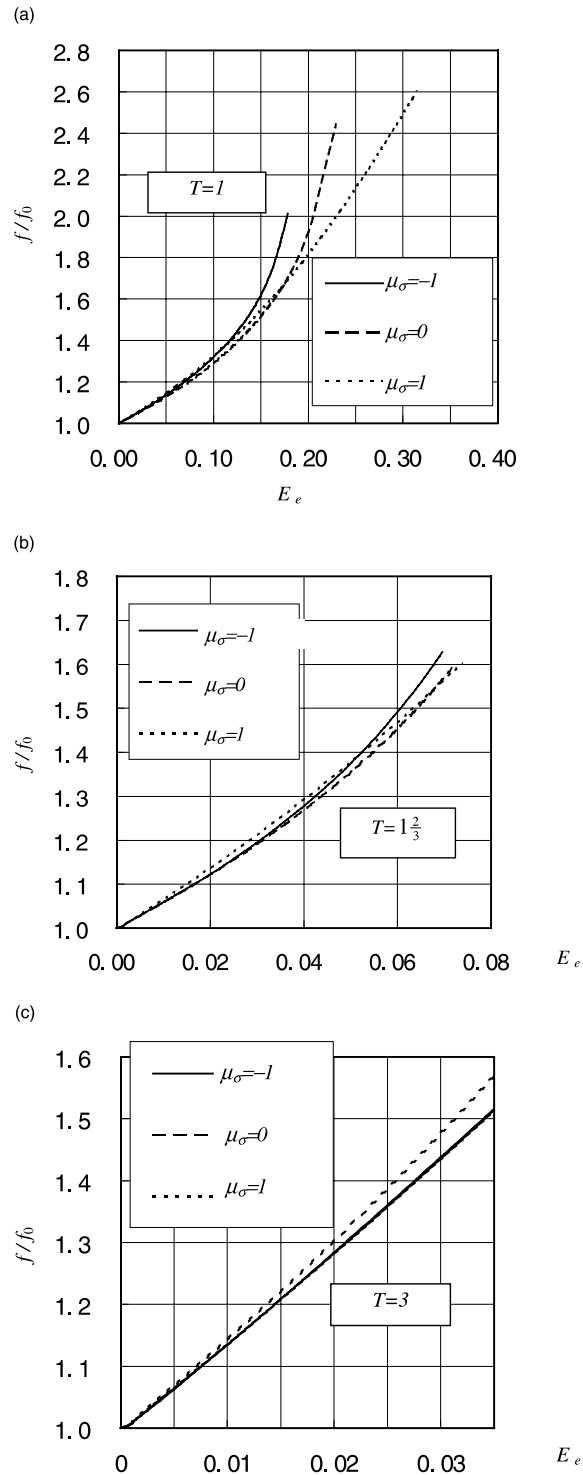 (a)
2. 8
2. 6
2. 4
2. 2
2. 0
1. 8
1. 6
1. 4
1. 2
1. 0
f/f₀
T=1
μσ=−1
μσ=0
μσ=1
0. 00 0. 10 0. 20 0. 30 0. 40
E e
(b)
1. 8
1. 7
1. 6
1. 5
1. 4
1. 3
1. 2
1. 1
1. 0
f/f₀
μσ=−1
μσ=0
μσ=1
T=1 2/3
0. 00 0. 02 0. 04 0. 06 0. 08 E e
(c)
1. 6
1. 5
1. 4
1. 3
1. 2
1. 1
1. 0
f/f₀
μσ=−1
μσ=0
μσ=1
T=3
0 0. 01 0. 02 0. 03 E e